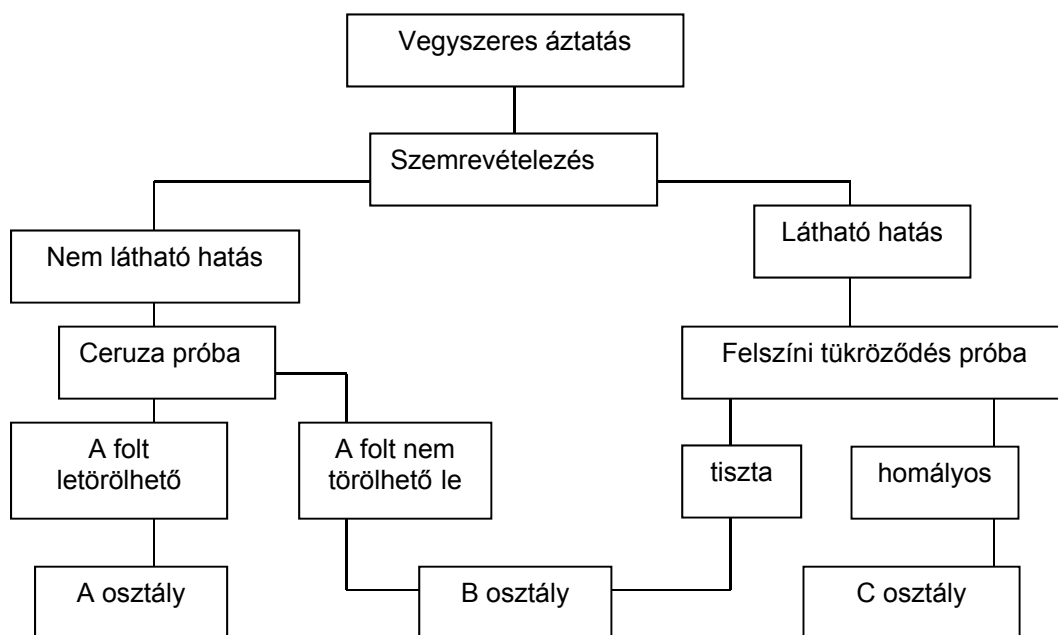 Vegyszeres áztatás
Szemrevételezés
Nem látható hatás
Látható hatás
Ceruza próba
Felszíni tükröződés próba
A folt
letörölhető
A folt nem
törölhető le
tiszta
homályos
A osztály
B osztály
C osztály